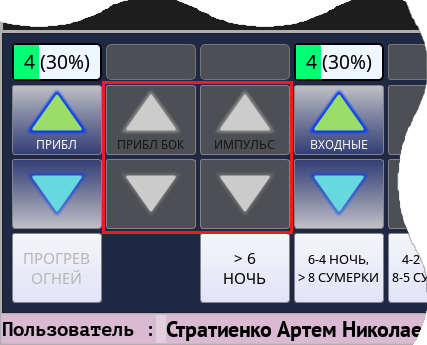 4 (30%) 4 (30%)
ПРИБЛ ПРИБЛ БОК ИМПУЛЬС ВХОДНЫЕ
ПРОГРЕВ ОГНЕЙ > 6 НОЧЬ 6-4 НОЧЬ, > 8 СУМЕРКИ 4-2 8-5
Пользователь : Стратиенко Артем